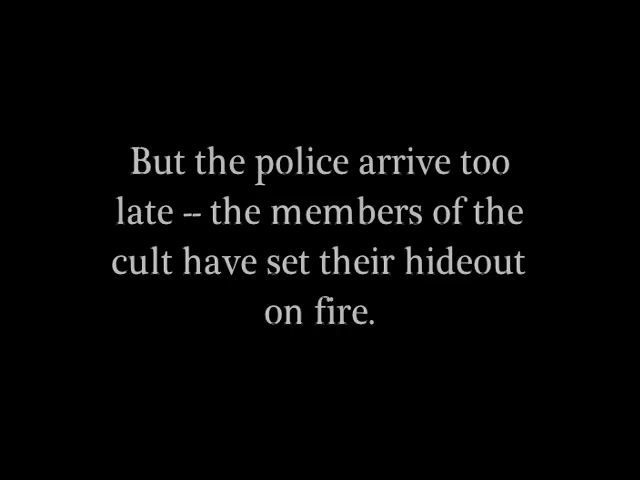 But the police arrive too
late -- the members of the
cult have set their hideout
on fire.